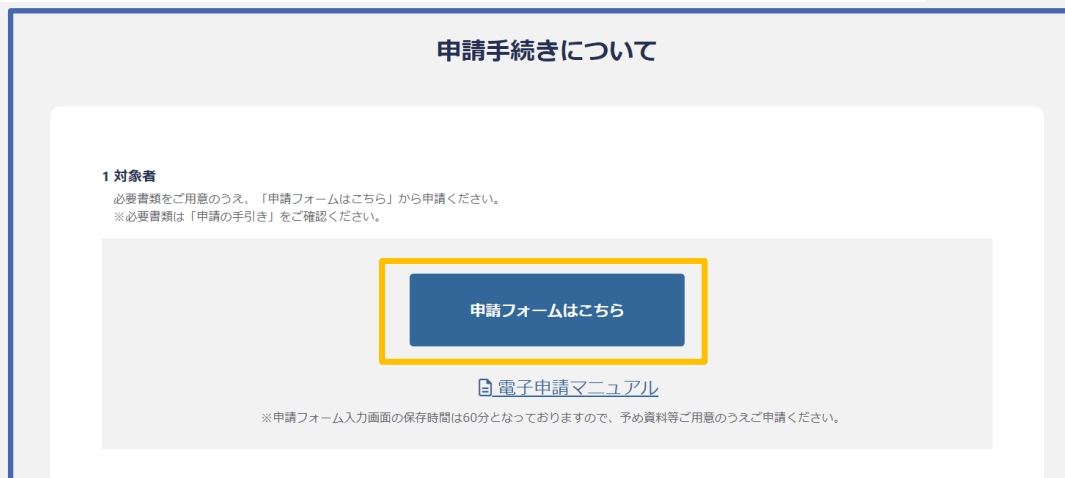 申請手続きについて
1 対象者
必要書類をご用意のうえ、「申請フォームはこちら」から申請ください。
※必要書類は「申請の手引き」をご確認ください。
申請フォームはこちら
電子申請マニュアル
※申請フォーム入力画面の保存時間は60分となっておりますので、予め資料等ご用意のうえご申請ください。